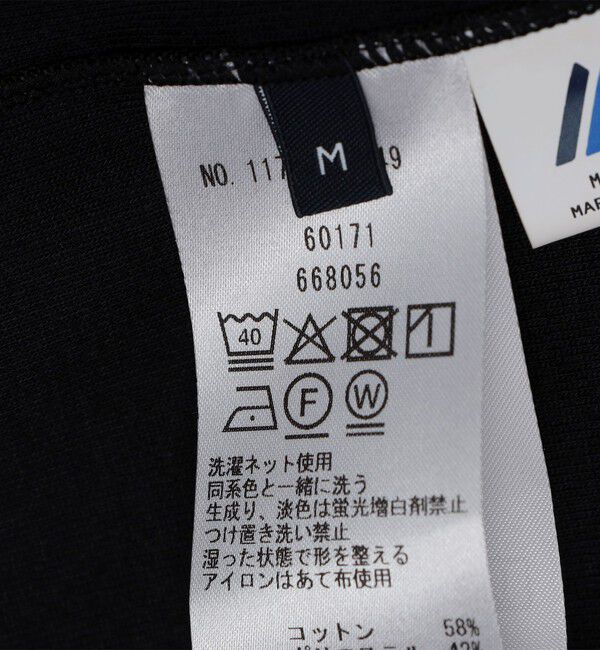 M
NO. 117 49
60171
668056
40
F W
洗濯ネット使用
同系色と一緒に洗う
生成り、淡色は蛍光増白剤禁止
つけ置き洗い禁止
湿った状態で形を整える
アイロンはあて布使用
コットン 58%